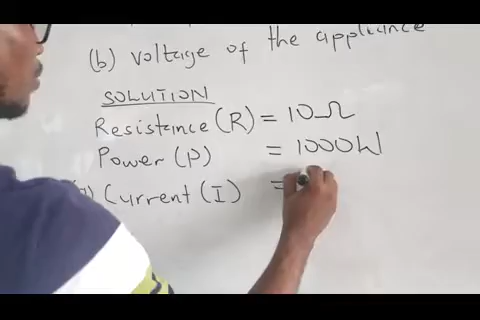 (b) voltage of the appliance
SOLUTION
Resistance (R) = 10Ω
Power (P) = 1000W
Current (I) =